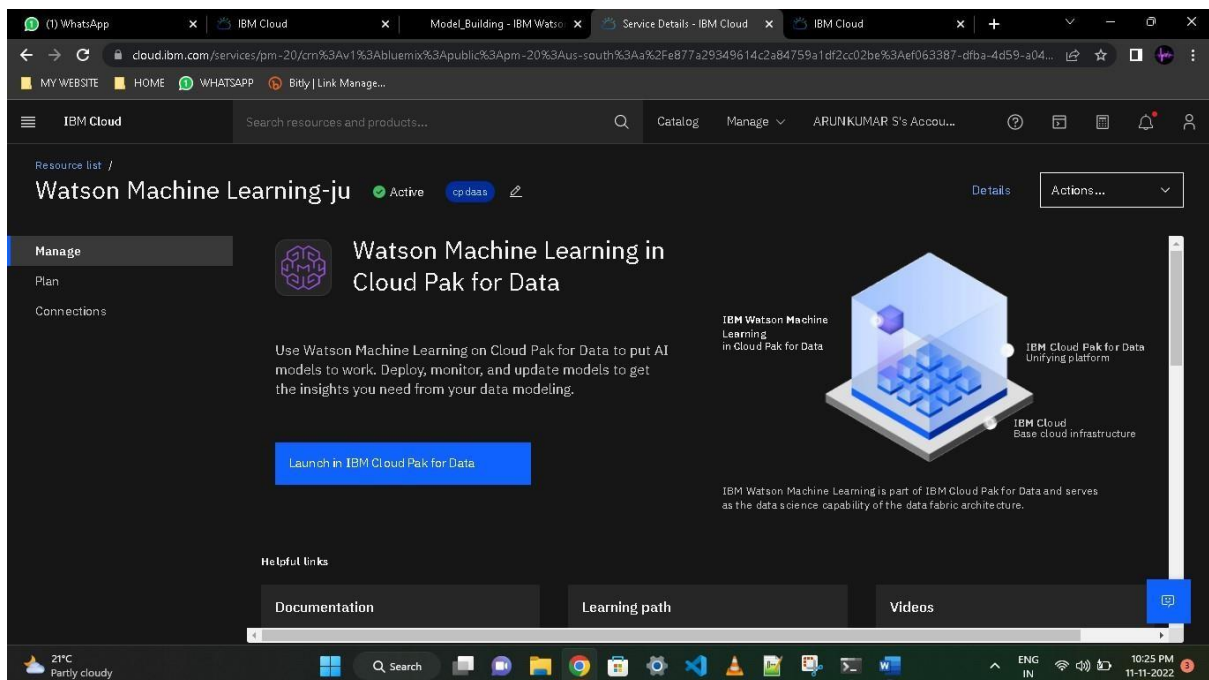 (1) WhatsApp
IBM Cloud
Model_Building - IBM Watso
Service Details - IBM Cloud
IBM Cloud
cloud.ibm.com/services/pm-20/crn%3Av1%3Abluemix%3Apublic%3Apm-20%3Aus-south%3Aa%2Fe877a29349614c2a84759a1df2cc02be%3Aef063387-dfba-4d59-a04...
MY WEBSITE
HOME
WHATSAPP
Bitly | Link Manage...
IBM Cloud
Search resources and products...
Catalog
Manage
ARUNKUMAR S's Accou...
Resource list /
Watson Machine Learning-ju
Active
cpdaas
Details
Actions...
Manage
Plan
Connections
Watson Machine Learning in
Cloud Pak for Data
Use Watson Machine Learning on Cloud Pak for Data to put AI
models to work. Deploy, monitor, and update models to get
the insights you need from your data modeling.
Launch in IBM Cloud Pak for Data
IBM Watson Machine
Learning
in Cloud Pak for Data
IBM Cloud Pak for Data
Unifying platform
IBM Cloud
Base cloud infrastructure
IBM Watson Machine Learning is part of IBM Cloud Pak for Data and serves
as the data science capability of the data fabric architecture.
Helpful links
Documentation
Learning path
Videos
21°C
Partly cloudy
Search
ENG
IN
10:25 PM
11-11-2022
3